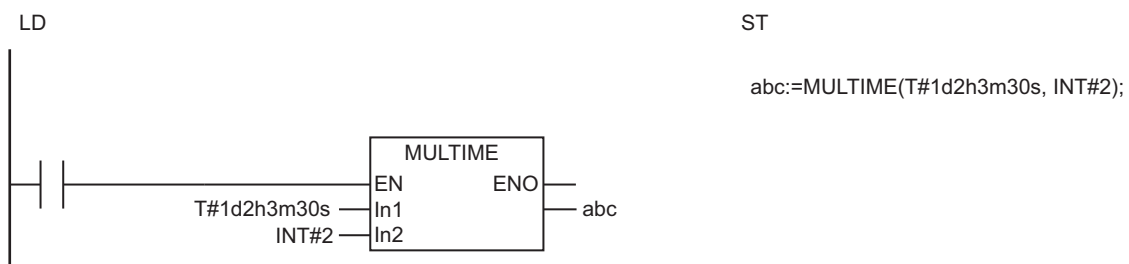 LD
ST
abc:=MULTIME(T#1d2h3m30s, INT#2);
MULTIME
EN ENO
T#1d2h3m30s In1 abc
INT#2 In2